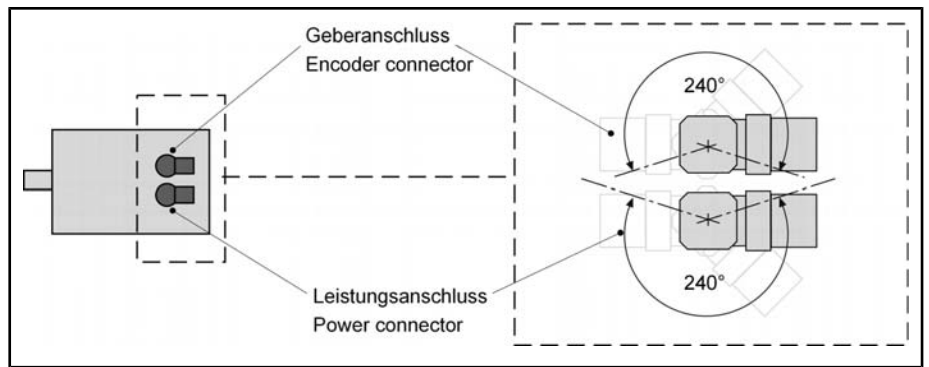 Geberanschluss
Encoder connector
240°
Leistungsanschluss
Power connector
240°